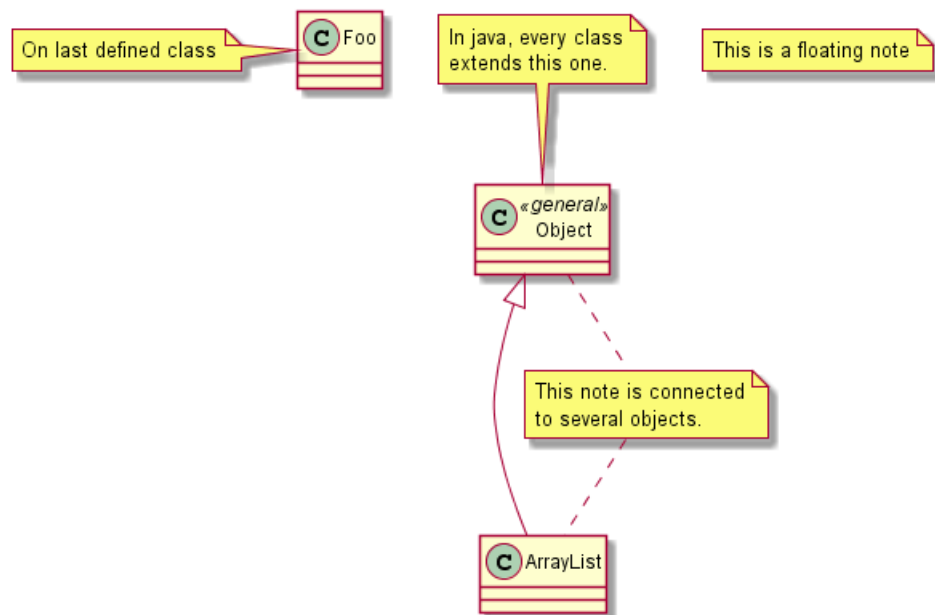 On last defined class
C Foo
In java, every class
extends this one.
This is a floating note
C «general»
Object
This note is connected
to several objects.
C ArrayList